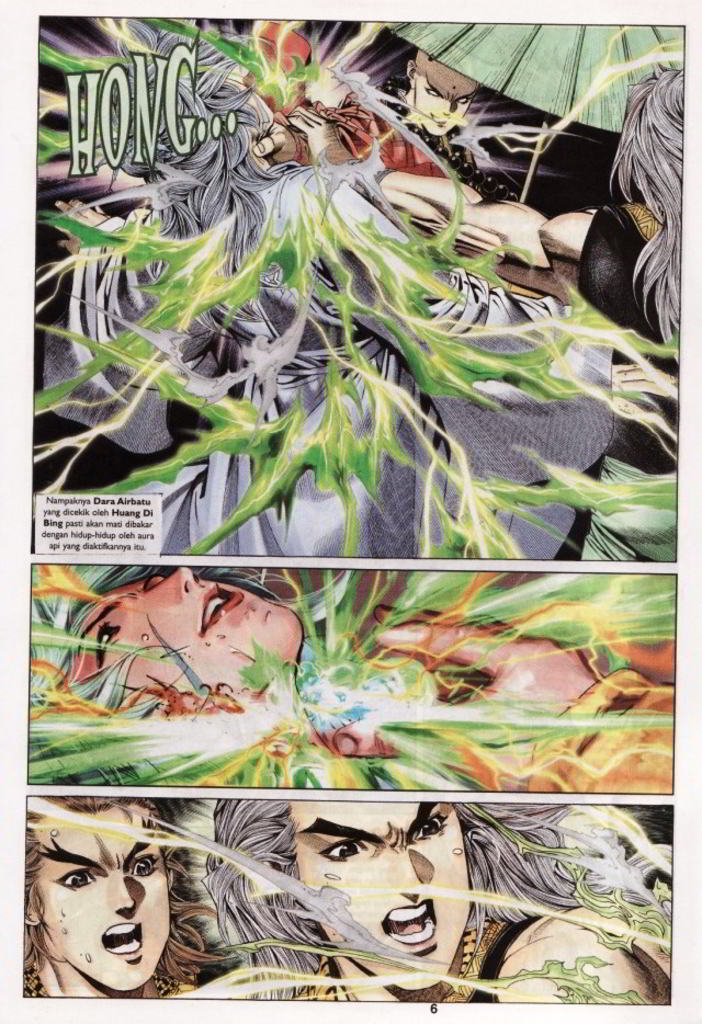 HONG...
Nampaknya Dara Airbatu
yang dicekik oleh Huang Di
Bing pasti akan mati dibakar
dengan hidup-hidup oleh aura
api yang diaktifkannya itu.
6